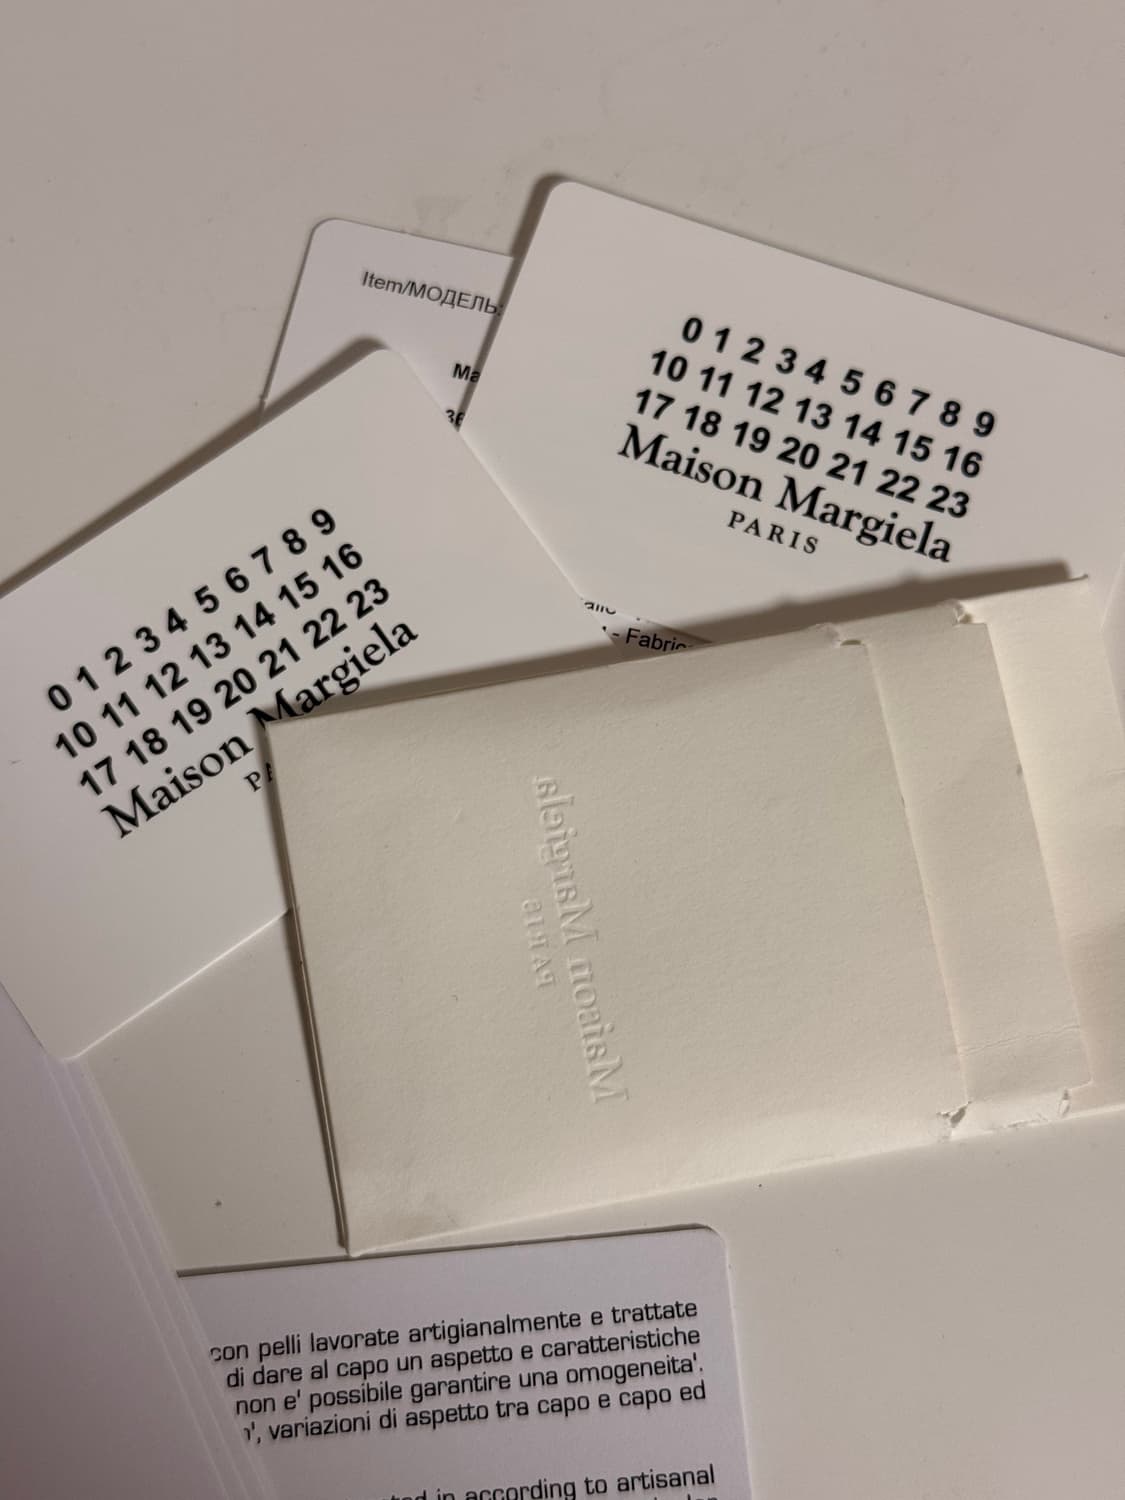 Item/МОДЕЛЬ:
0 1 2 3 4 5 6 7 8 9
10 11 12 13 14 15 16
17 18 19 20 21 22 23
Maison Margiela
PARIS
0 1 2 3 4 5 6 7 8 9
10 11 12 13 14 15 16
17 18 19 20 21 22 23
Maison Margiela
Maison Margiela
PARIS
con pelli lavorate artigianalmente e trattate
di dare al capo un aspetto e caratteristiche
non e' possibile garantire una omogeneita'.
variazioni di aspetto tra capo e capo ed
in according to artisanal